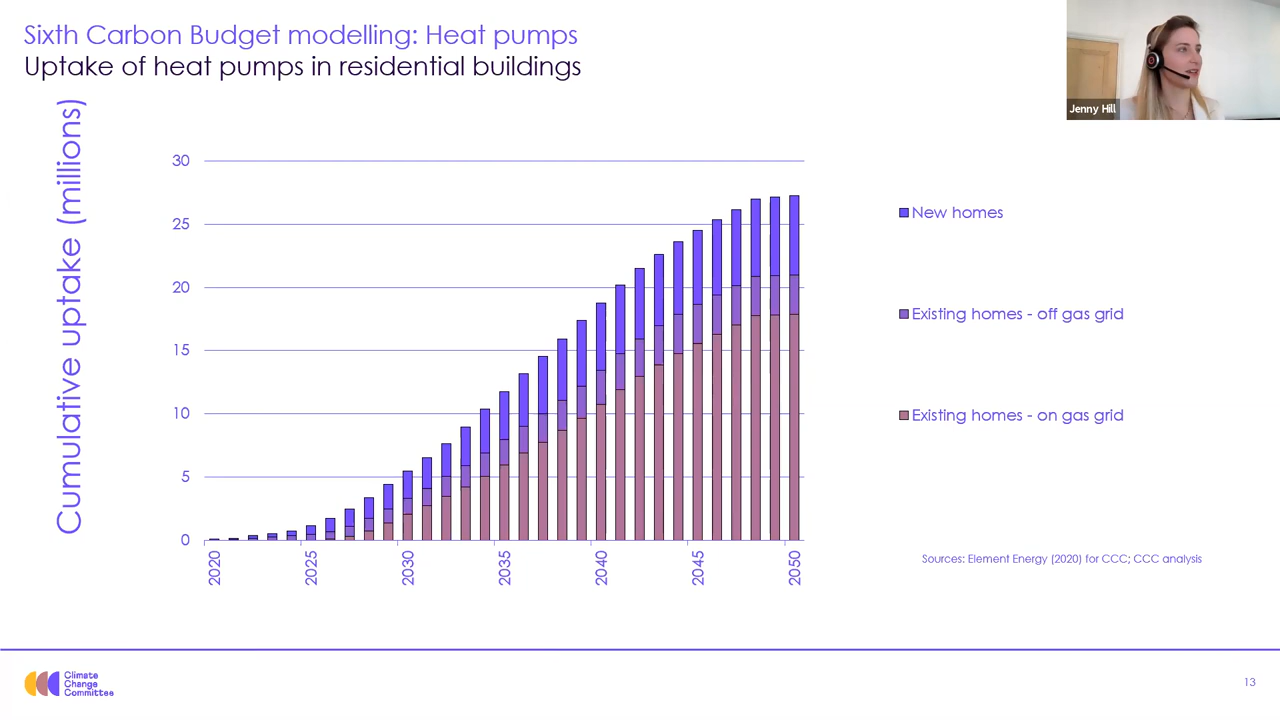 Sixth Carbon Budget modelling: Heat pumps
Uptake of heat pumps in residential buildings
Jenny Hill
Cumulative uptake (millions)
30
25
20
15
10
5
0
2020
2025
2030
2035
2040
2045
2050
New homes
Existing homes - off gas grid
Existing homes - on gas grid
Sources: Element Energy (2020) for CCC; CCC analysis
Climate
Change
Committee
13